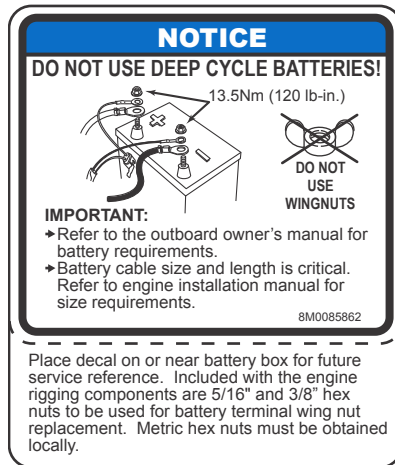 NOTICE
DO NOT USE DEEP CYCLE BATTERIES!
13.5Nm (120 lb-in.)
DO NOT
USE
WINGNUTS
IMPORTANT:
Refer to the outboard owner's manual for
battery requirements.
Battery cable size and length is critical.
Refer to engine installation manual for
size requirements.
8M0085862
Place decal on or near battery box for future
service reference.  Included with the engine
rigging components are 5/16" and 3/8" hex
nuts to be used for battery terminal wing nut
replacement.  Metric hex nuts must be obtained
locally.